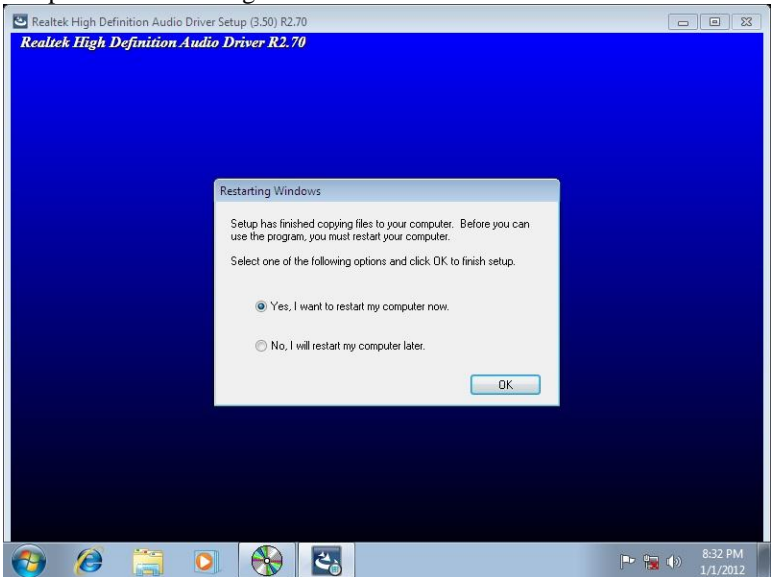 Realtek High Definition Audio Driver Setup (3.50) R2.70
Realtek High Definition Audio Driver R2.70
Restarting Windows
Setup has finished copying files to your computer.  Before you can
use the program, you must restart your computer.
Select one of the following options and click OK to finish setup.
Yes, I want to restart my computer now.
No, I will restart my computer later.
OK
8:32 PM
1/1/2012